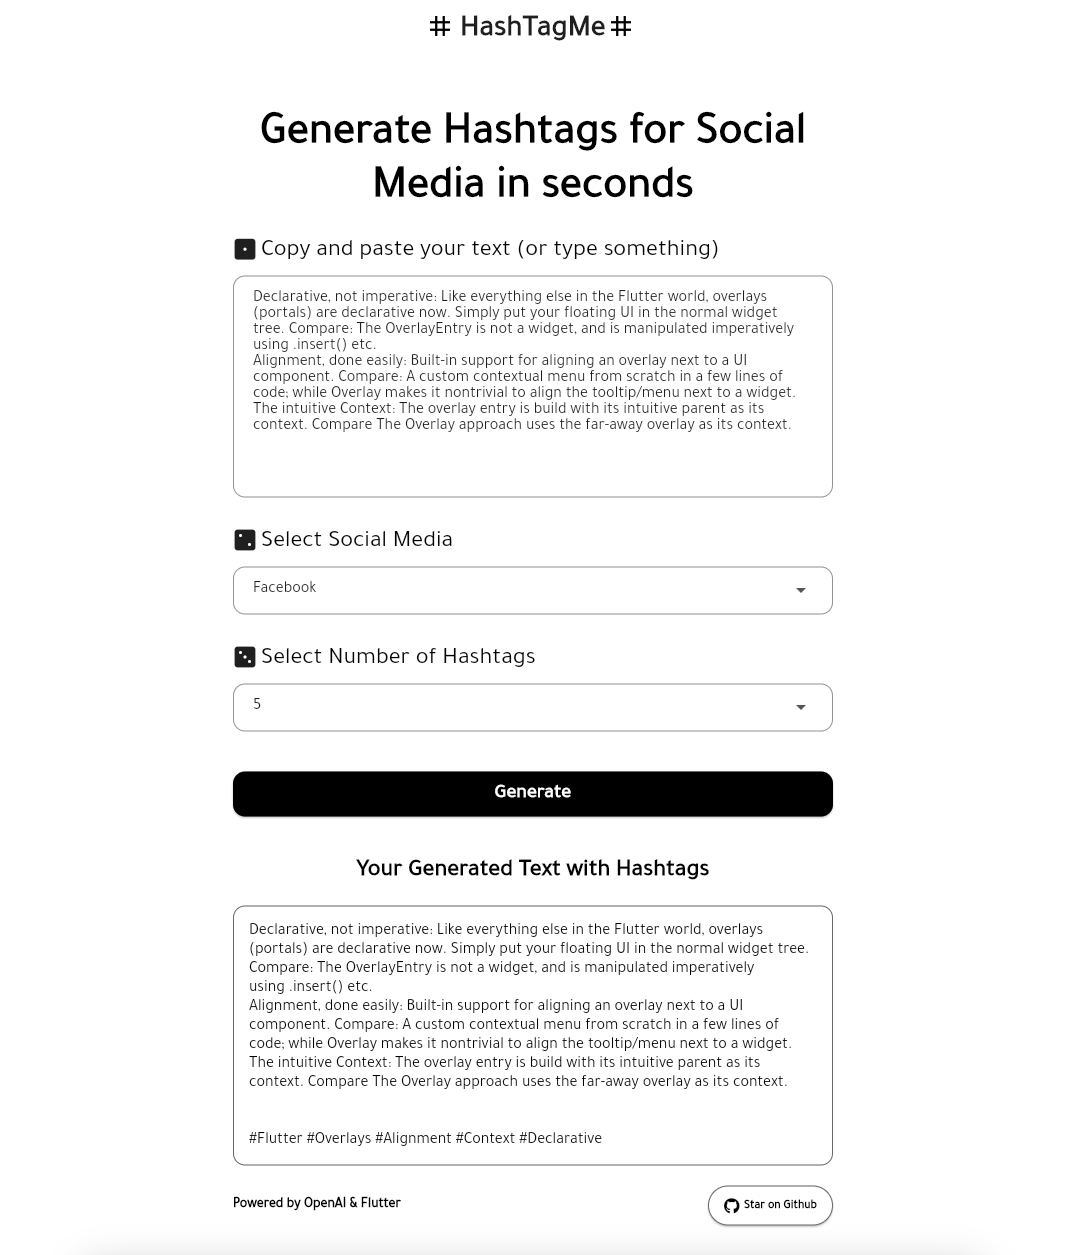 # HashTagMe #
Generate Hashtags for Social
Media in seconds
Copy and paste your text (or type something)
Declarative, not imperative: Like everything else in the Flutter world, overlays
(portals) are declarative now. Simply put your floating UI in the normal widget
tree. Compare: The OverlayEntry is not a widget, and is manipulated imperatively
using .insert() etc.
Alignment, done easily: Built-in support for aligning an overlay next to a UI
component. Compare: A custom contextual menu from scratch in a few lines of
code; while Overlay makes it nontrivial to align the tooltip/menu next to a widget.
The intuitive Context: The overlay entry is build with its intuitive parent as its
context. Compare The Overlay approach uses the far-away overlay as its context.
Select Social Media
Facebook
Select Number of Hashtags
5
Generate
Your Generated Text with Hashtags
Declarative, not imperative: Like everything else in the Flutter world, overlays
(portals) are declarative now. Simply put your floating UI in the normal widget tree.
Compare: The OverlayEntry is not a widget, and is manipulated imperatively
using .insert() etc.
Alignment, done easily: Built-in support for aligning an overlay next to a UI
component. Compare: A custom contextual menu from scratch in a few lines of
code; while Overlay makes it nontrivial to align the tooltip/menu next to a widget.
The intuitive Context: The overlay entry is build with its intuitive parent as its
context. Compare The Overlay approach uses the far-away overlay as its context.
#Flutter #Overlays #Alignment #Context #Declarative
Powered by OpenAI & Flutter
Star on Github